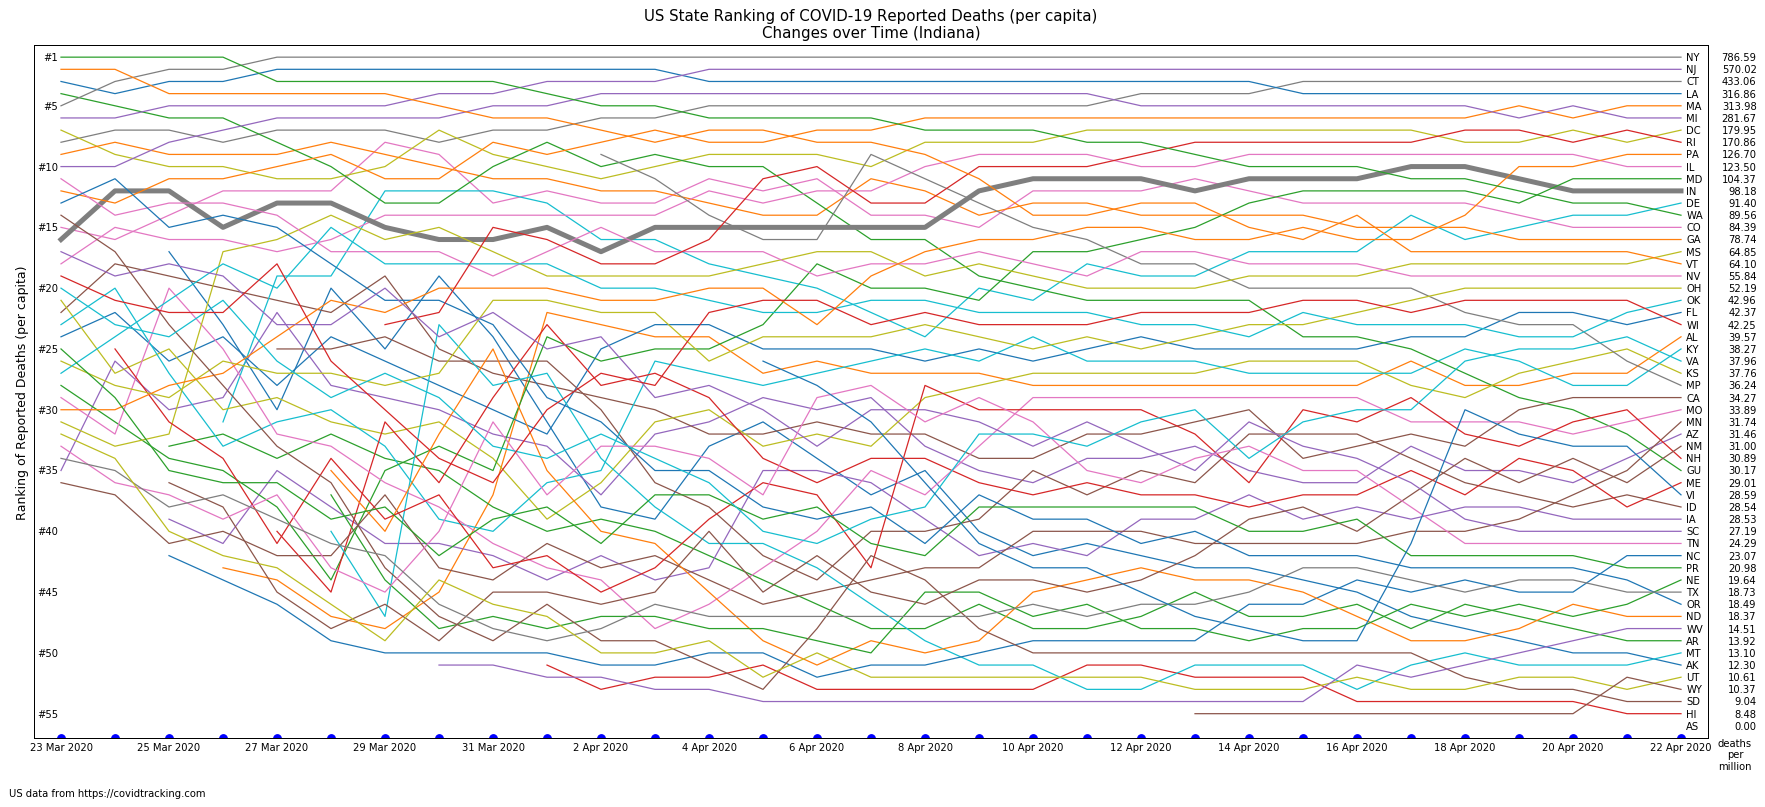 US State Ranking of COVID-19 Reported Deaths (per capita)
Changes over Time (Indiana)
Ranking of Reported Deaths (per capita)
#1
#5
#10
#15
#20
#25
#30
#35
#40
#45
#50
#55
NY 786.59
NJ 570.02
CT 433.06
LA 316.86
MA 313.98
MI 281.67
DC 179.95
RI 170.86
PA 126.70
IL 123.50
MD 104.37
IN 98.18
DE 91.40
WA 89.56
CO 84.39
GA 78.74
MS 64.85
VT 64.10
NV 55.84
OH 52.19
OK 42.96
FL 42.37
WI 42.25
AL 39.57
KY 38.27
VA 37.96
KS 37.76
MP 36.24
CA 34.27
MO 33.89
MN 31.74
AZ 31.46
NM 31.00
NH 30.89
GU 30.17
ME 29.01
VI 28.59
ID 28.54
IA 28.53
SC 27.19
TN 24.29
NC 23.07
PR 20.98
NE 19.64
TX 18.73
OR 18.49
ND 18.37
WV 14.51
AR 13.92
MT 13.10
AK 12.30
UT 10.61
WY 10.37
SD 9.04
HI 8.48
AS 0.00
23 Mar 2020 25 Mar 2020 27 Mar 2020 29 Mar 2020 31 Mar 2020 2 Apr 2020 4 Apr 2020 6 Apr 2020 8 Apr 2020 10 Apr 2020 12 Apr 2020 14 Apr 2020 16 Apr 2020 18 Apr 2020 20 Apr 2020 22 Apr 2020
deaths
per
million
US data from https://covidtracking.com